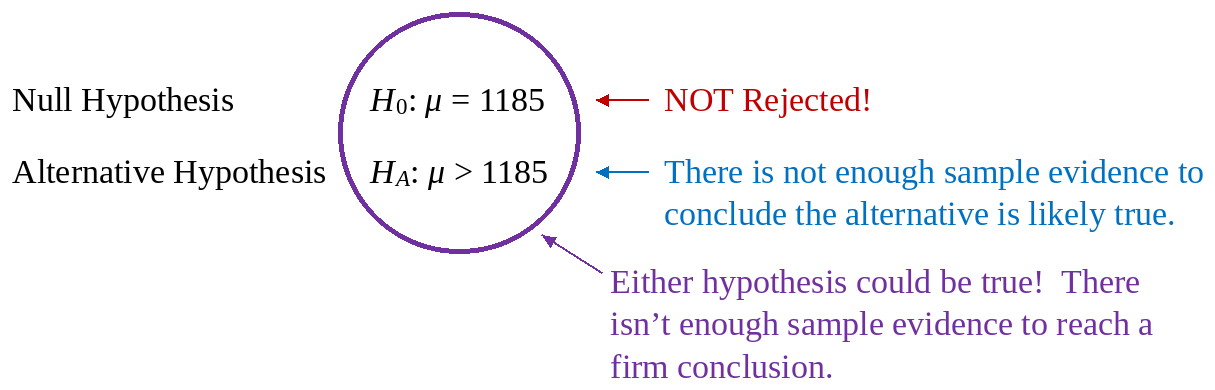 Null Hypothesis H₀: μ = 1185 NOT Rejected!
Alternative Hypothesis H_A: μ > 1185 There is not enough sample evidence to
conclude the alternative is likely true.
Either hypothesis could be true!  There
isn’t enough sample evidence to reach a
firm conclusion.